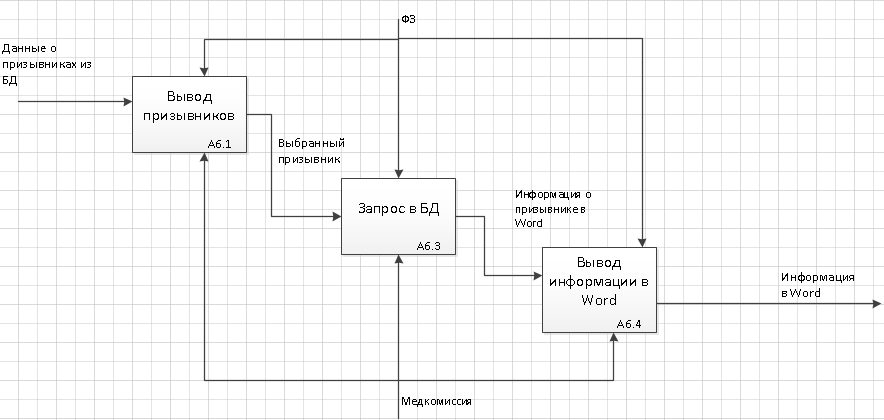 ФЗ
Данные о
призывниках из
БД
Вывод
призывников
А6.1
Выбранный
призывник
Запрос в БД
А6.3
Информация о
призывнике в
Word
Вывод
информации в
Word
А6.4
Информация
в Word
Медкомиссия